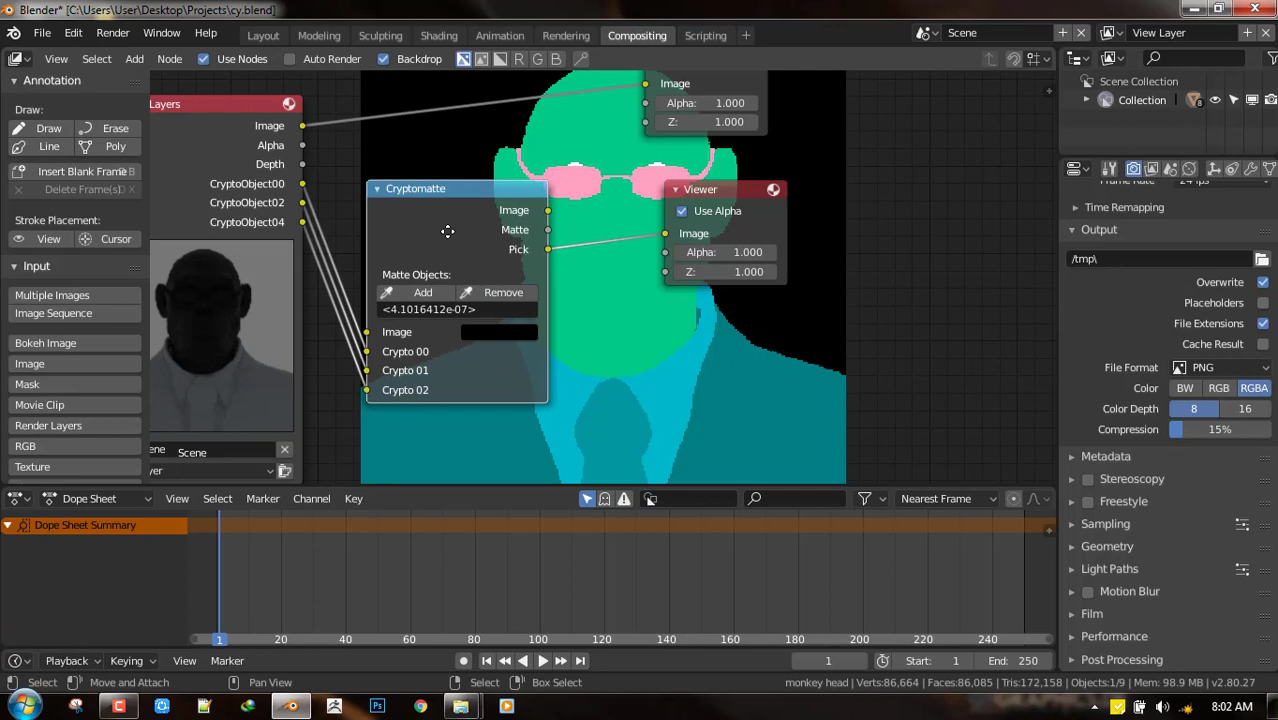 Blender* [C:\Users\User\Desktop\Projects\cy.blend]
File Edit Render Window Help Layout Modeling Sculpting Shading Animation Rendering Compositing Scripting Scene View Layer
View Select Add Node Use Nodes Auto Render Backdrop R G B
Annotation
Draw:
Draw Erase
Line Poly
Insert Blank Frame
Delete Frame(s)
Stroke Placement:
View Cursor
Input
Multiple Images
Image Sequence
Bokeh Image
Image
Mask
Movie Clip
Render Layers
RGB
Texture
Layers
Image
Alpha
Depth
CryptoObject00
CryptoObject02
CryptoObject04
ene Scene
yer
Cryptomatte
Image
Matte
Pick
Matte Objects:
Add Remove
<4.1016412e-07>
Image
Crypto 00
Crypto 01
Crypto 02
Image
Alpha: 1.000
Z: 1.000
Viewer
Use Alpha
Image
Alpha: 1.000
Z: 1.000
Scene Collection
Collection 8
24 fps
Time Remapping
Output
/tmp\
Overwrite
Placeholders
File Extensions
Cache Result
File Format PNG
Color BW RGB RGBA
Color Depth 8 16
Compression 15%
Metadata
Stereoscopy
Freestyle
Sampling
Geometry
Light Paths
Motion Blur
Film
Performance
Post Processing
Dope Sheet View Select Marker Channel Key Nearest Frame
Dope Sheet Summary
1 20 40 60 80 100 120 140 160 180 200 220 240
Playback Keying View Marker 1 Start: 1 End: 250
Select Move and Attach Pan View Select Box Select monkey head | Verts:86,664 | Faces:86,085 | Tris:172,158 | Objects:1/9 | Mem: 98.9 MB | v2.80.27
8:02 AM